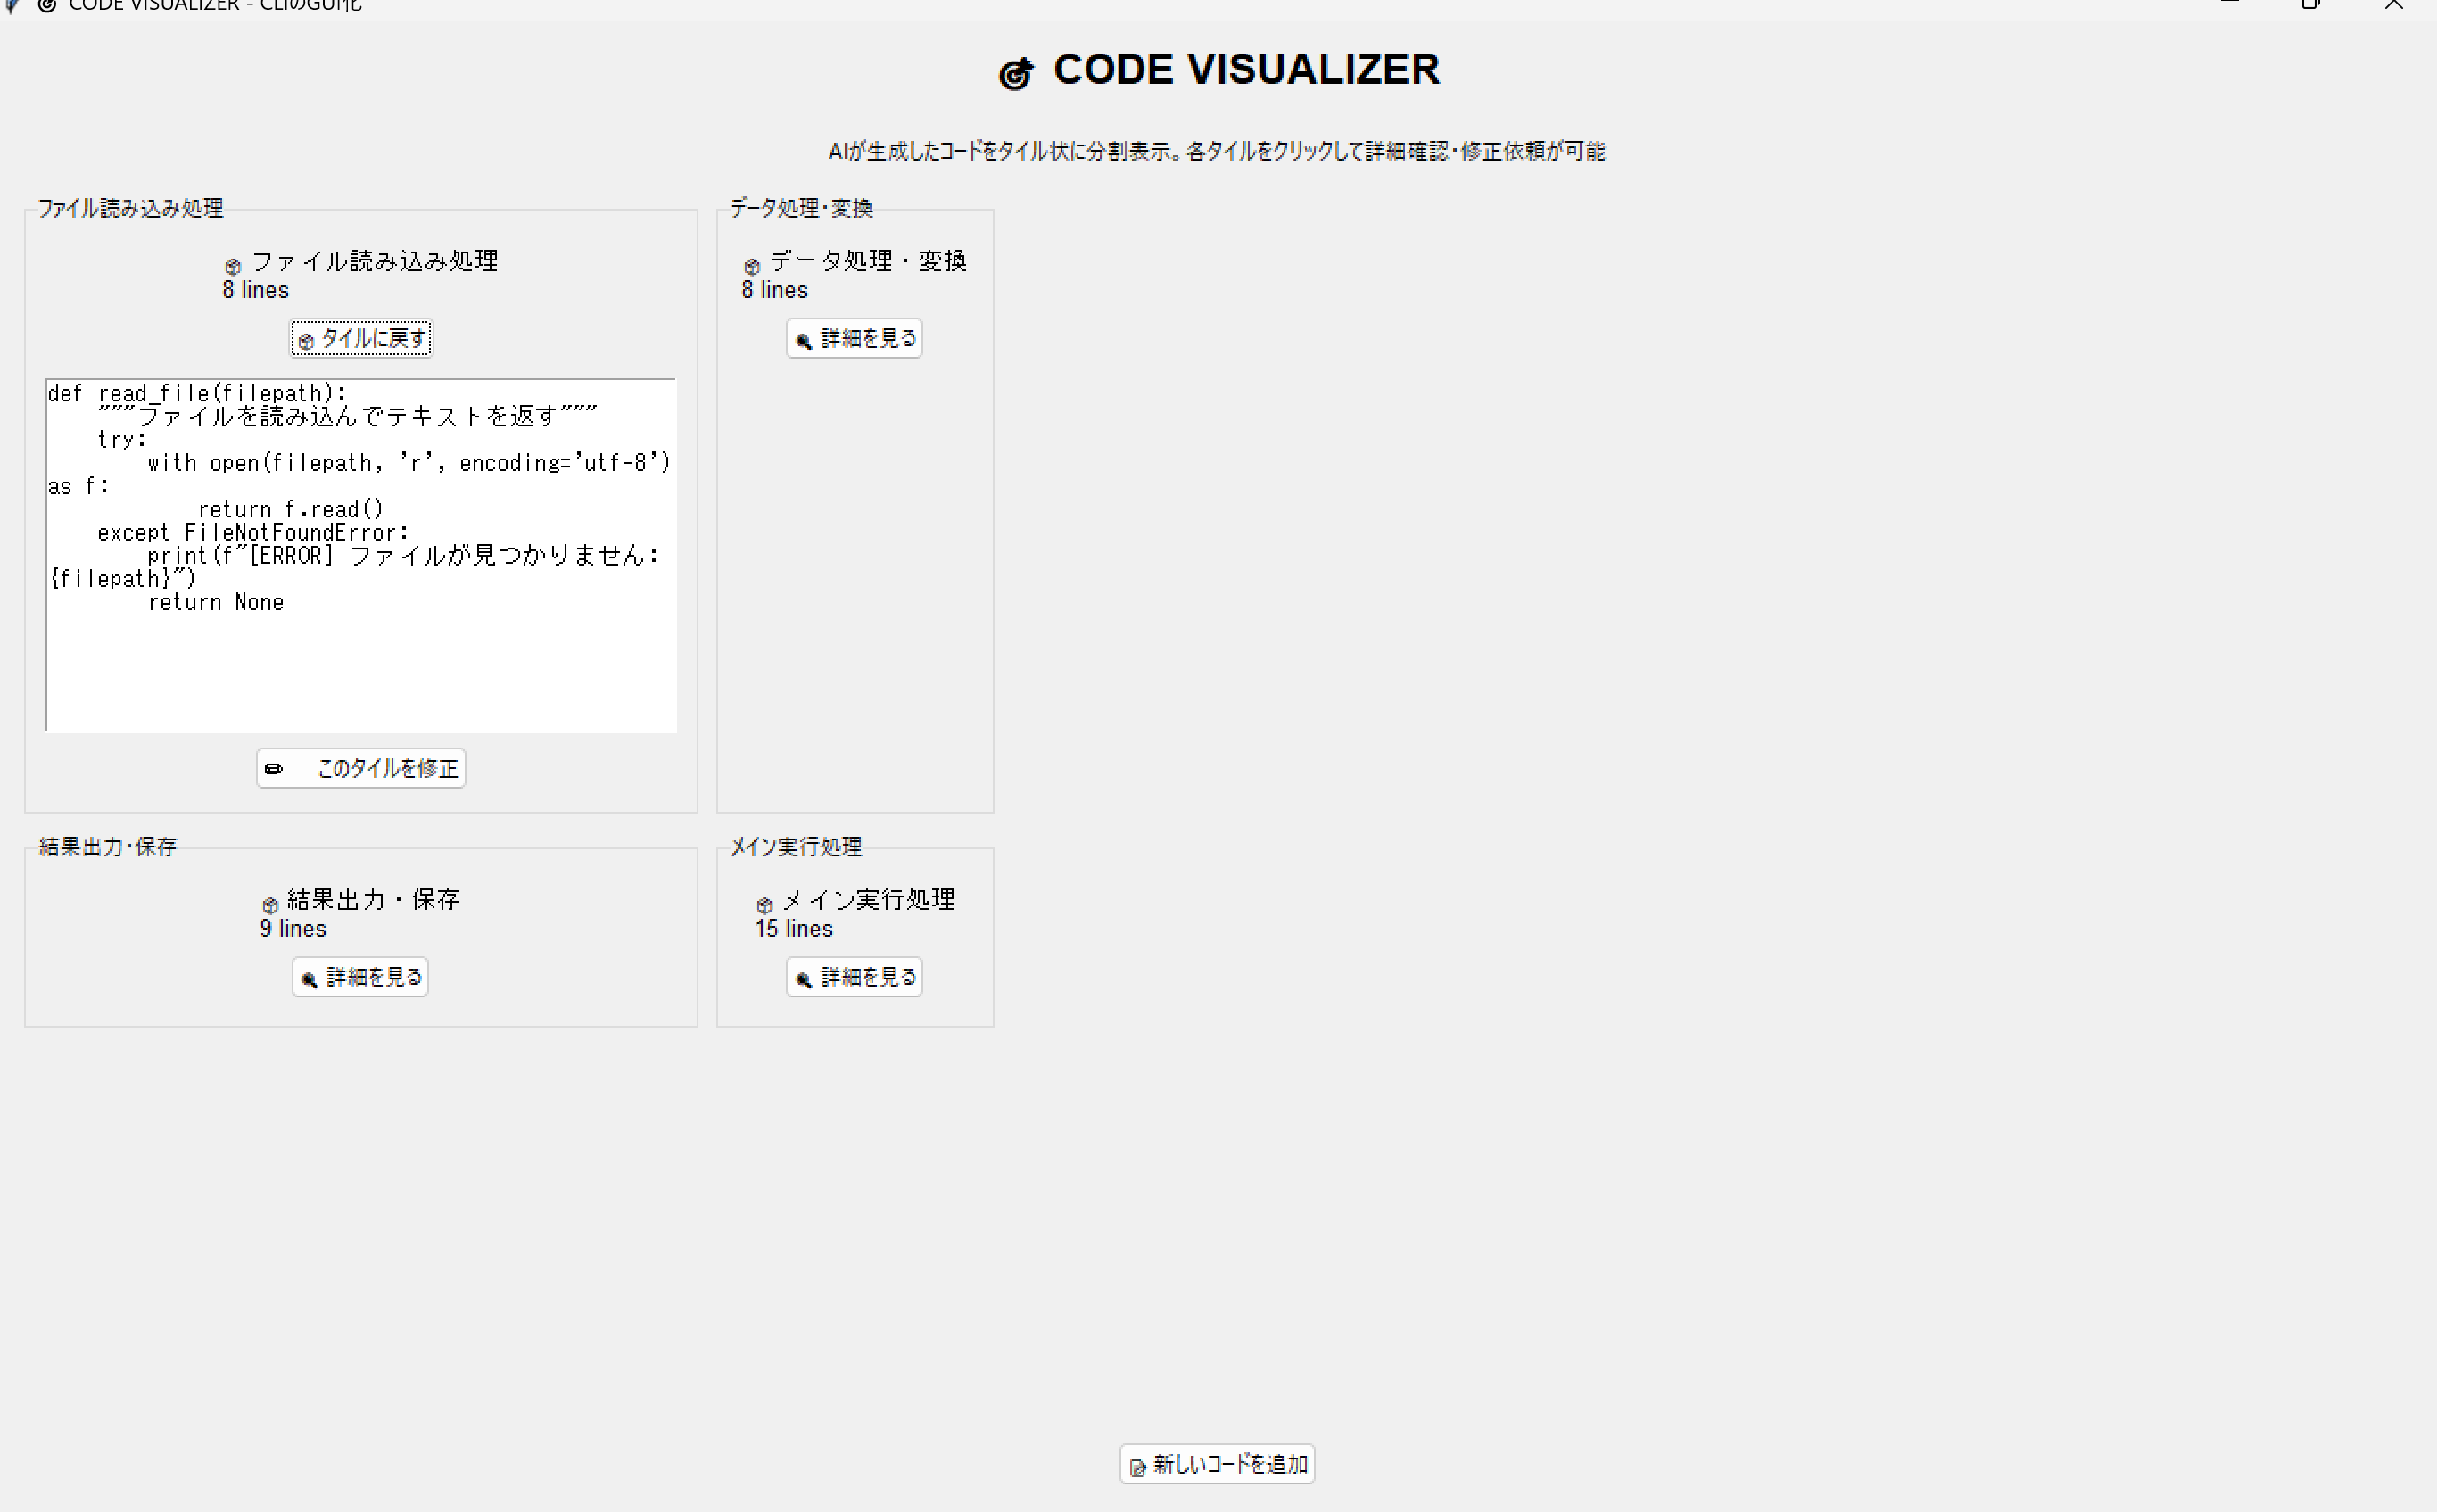 CODE VISUALIZER - CLIのGUI化
CODE VISUALIZER
AIが生成したコードをタイル状に分割表示。各タイルをクリックして詳細確認・修正依頼が可能
ファイル読み込み処理
ファイル読み込み処理
8 lines
タイルに戻す
def read_file(filepath):
    """ファイルを読み込んでテキストを返す"""
    try:
        with open(filepath, 'r', encoding='utf-8')
as f:
            return f.read()
    except FileNotFoundError:
        print(f"[ERROR] ファイルが見つかりません:
{filepath}")
        return None
このタイルを修正
データ処理・変換
データ処理・変換
8 lines
詳細を見る
結果出力・保存
結果出力・保存
9 lines
詳細を見る
メイン実行処理
メイン実行処理
15 lines
詳細を見る
新しいコードを追加